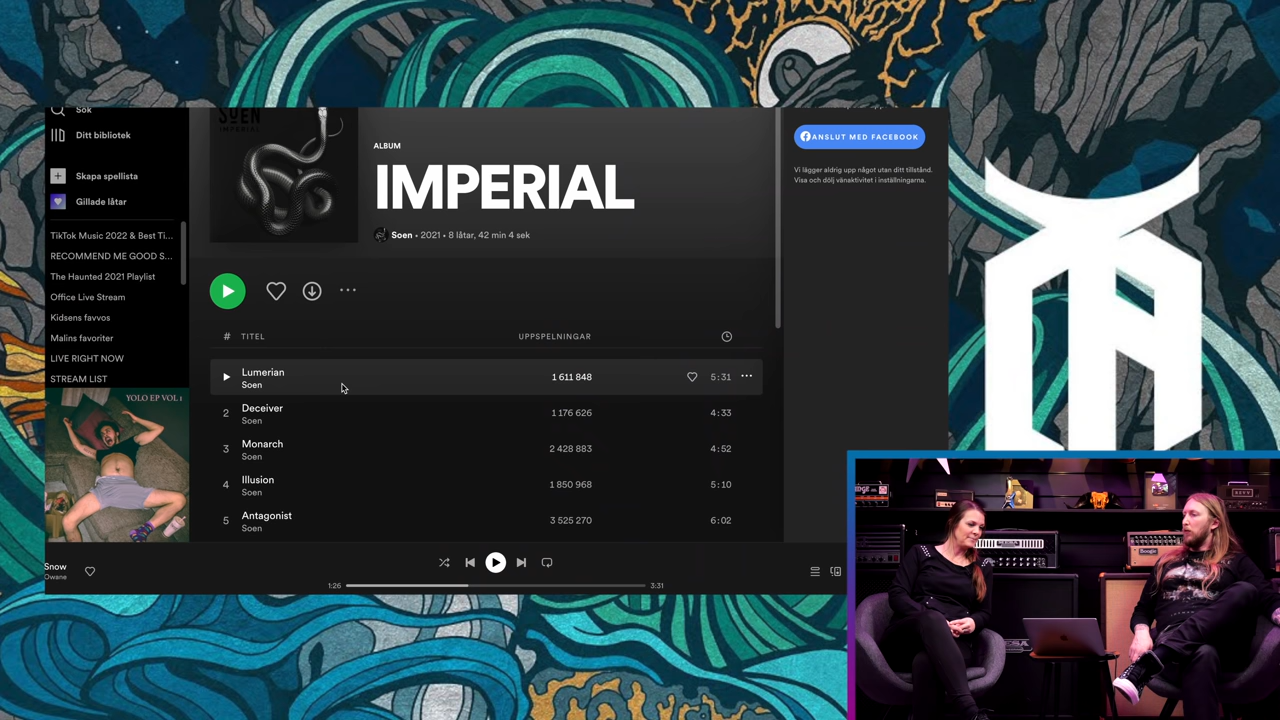 Sök
Ditt bibliotek
Skapa spellista
Gillade låtar
TikTok Music 2022 & Best Ti...
RECOMMEND ME GOOD S...
The Haunted 2021 Playlist
Office Live Stream
Kidsens favvos
Malins favoriter
LIVE RIGHT NOW
STREAM LIST
YOLO EP VOL 1
Snow
Owane
SOEN
IMPERIAL
ALBUM
IMPERIAL
Soen • 2021 • 8 låtar, 42 min 4 sek
# TITEL UPPSPELNINGAR
Lumerian
Soen
1 611 848 5:31
2 Deceiver
Soen
1 176 626 4:33
3 Monarch
Soen
2 428 883 4:52
4 Illusion
Soen
1 850 968 5:10
5 Antagonist
Soen
3 525 270 6:02
1:26 3:31
ANSLUT MED FACEBOOK
Vi lägger aldrig upp något utan ditt tillstånd.
Visa och dölj vänaktivitet i inställningarna.